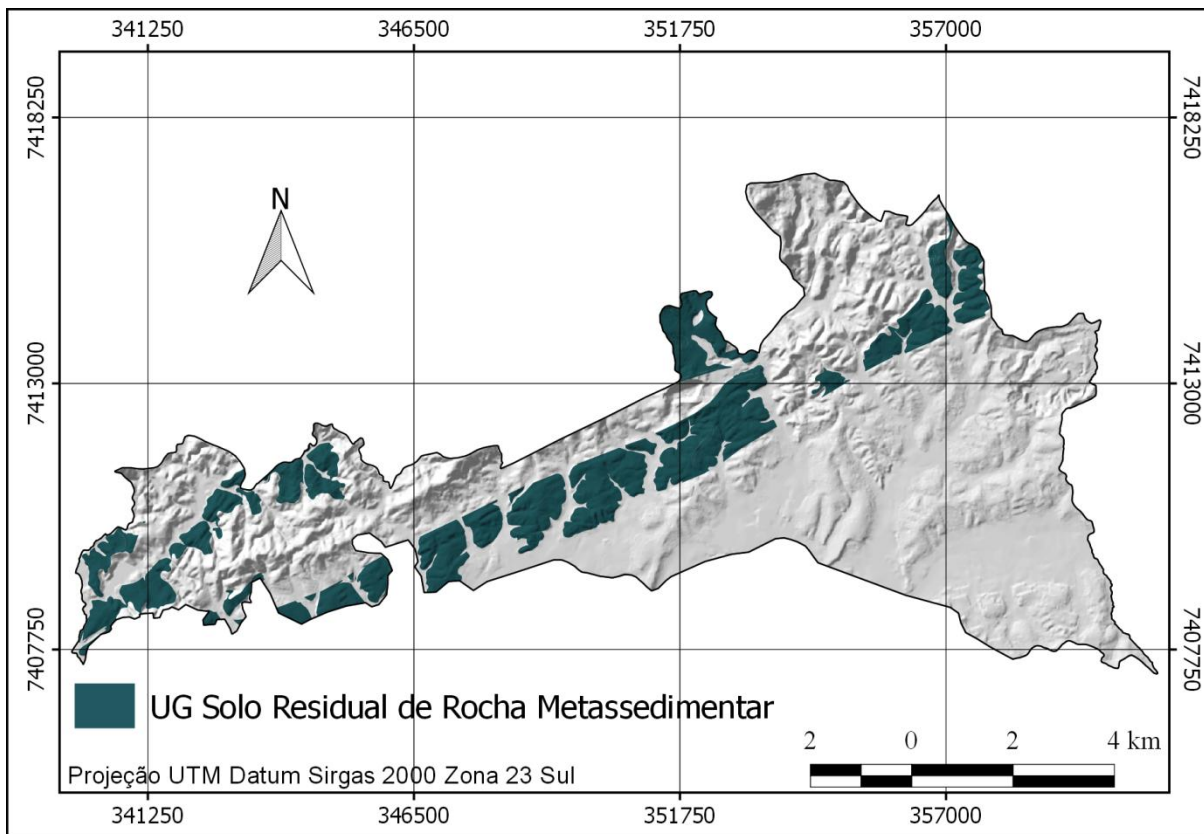 341250 346500 351750 357000
7418250 7418250
N
7413000 7413000
7407750 7407750
UG Solo Residual de Rocha Metassedimentar
2 0 2 4 km
Projeção UTM Datum Sirgas 2000 Zona 23 Sul
341250 346500 351750 357000